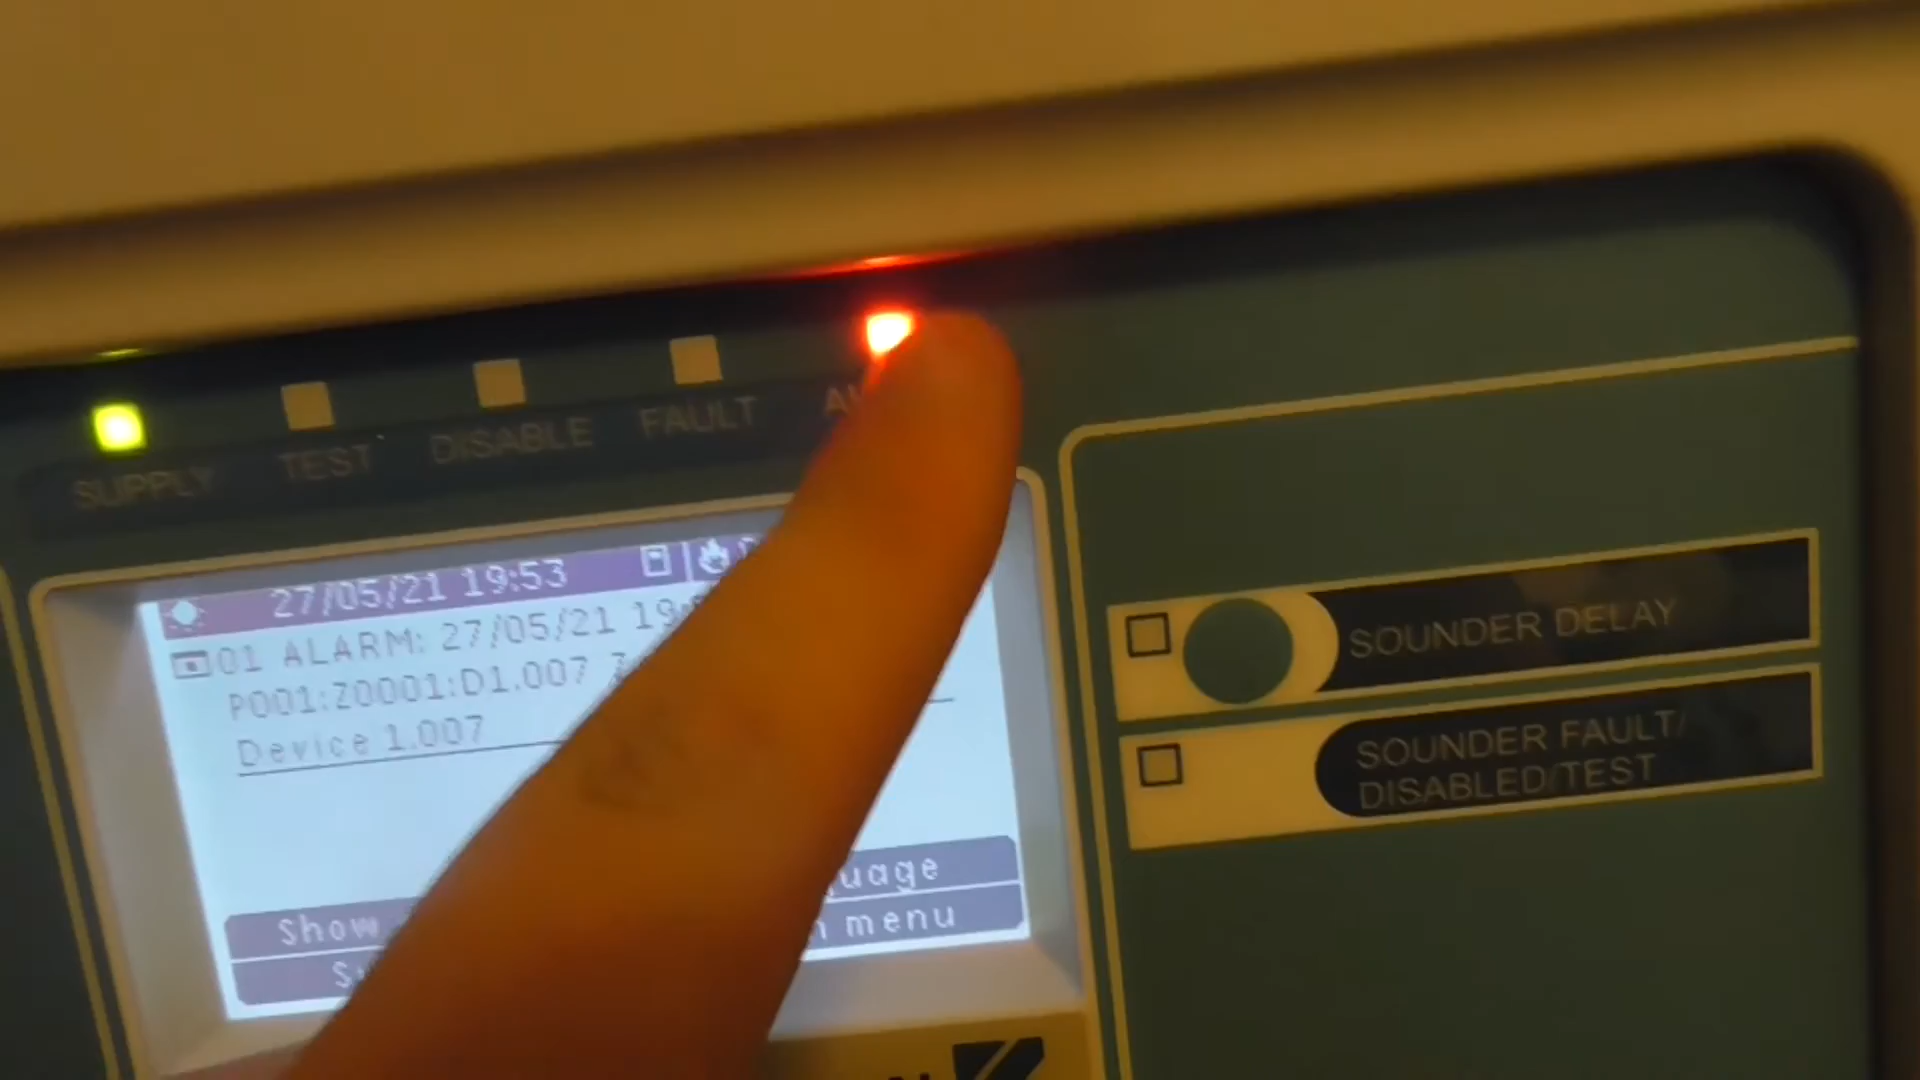 SUPPLY TEST DISABLE FAULT
27/05/21 19:53
01 ALARM: 27/05/21
P001:Z0001:D1.007
Device 1.007
Show
menu
SOUNDER DELAY
SOUNDER FAULT/
DISABLED/TEST